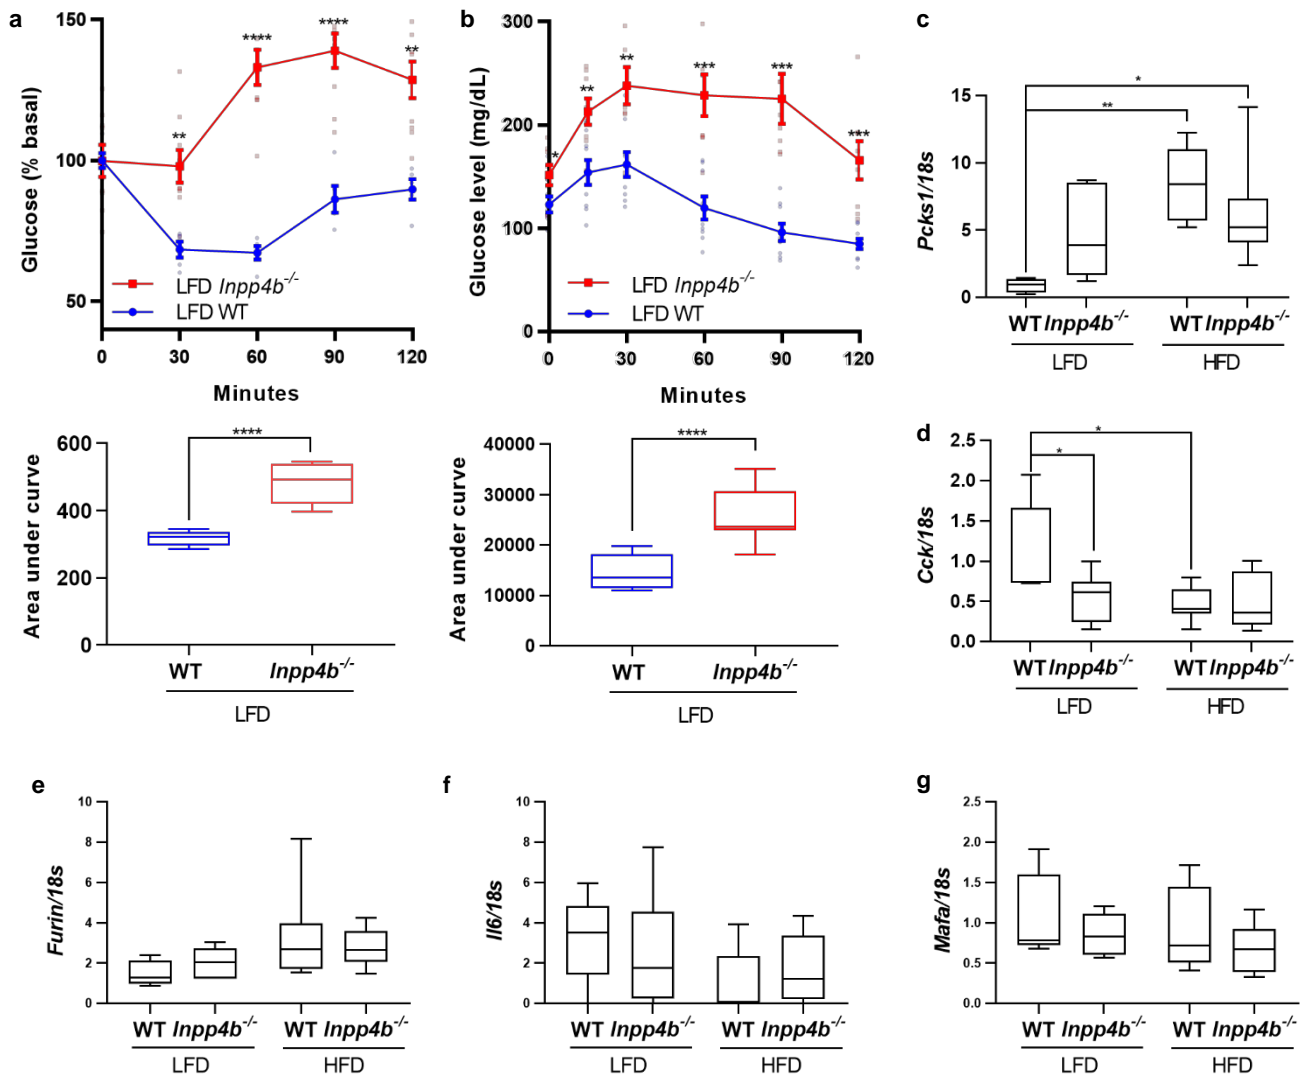 a
150
100
50
Glucose (% basal)
**
****
****
**
LFD Inpp4b-/-
LFD WT
0 30 60 90 120
Minutes
b
300
200
100
0
Glucose level (mg/dL)
*
**
**
***
***
***
LFD Inpp4b-/-
LFD WT
0 30 60 90 120
Minutes
c
15
10
5
0
Pcks1/18s
*
**
WT Inpp4b-/- WT Inpp4b-/-
LFD HFD
600
400
200
0
Area under curve
****
WT Inpp4b-/-
LFD
40000
30000
20000
10000
0
Area under curve
****
WT Inpp4b-/-
LFD
d
2.5
2.0
1.5
1.0
0.5
0.0
Cck/18s
*
*
WT Inpp4b-/- WT Inpp4b-/-
LFD HFD
e
10
8
6
4
2
0
Furin/18s
WT Inpp4b-/- WT Inpp4b-/-
LFD HFD
f
10
8
6
4
2
0
Il6/18s
WT Inpp4b-/- WT Inpp4b-/-
LFD HFD
g
2.5
2.0
1.5
1.0
0.5
0.0
Mafa/18s
WT Inpp4b-/- WT Inpp4b-/-
LFD HFD